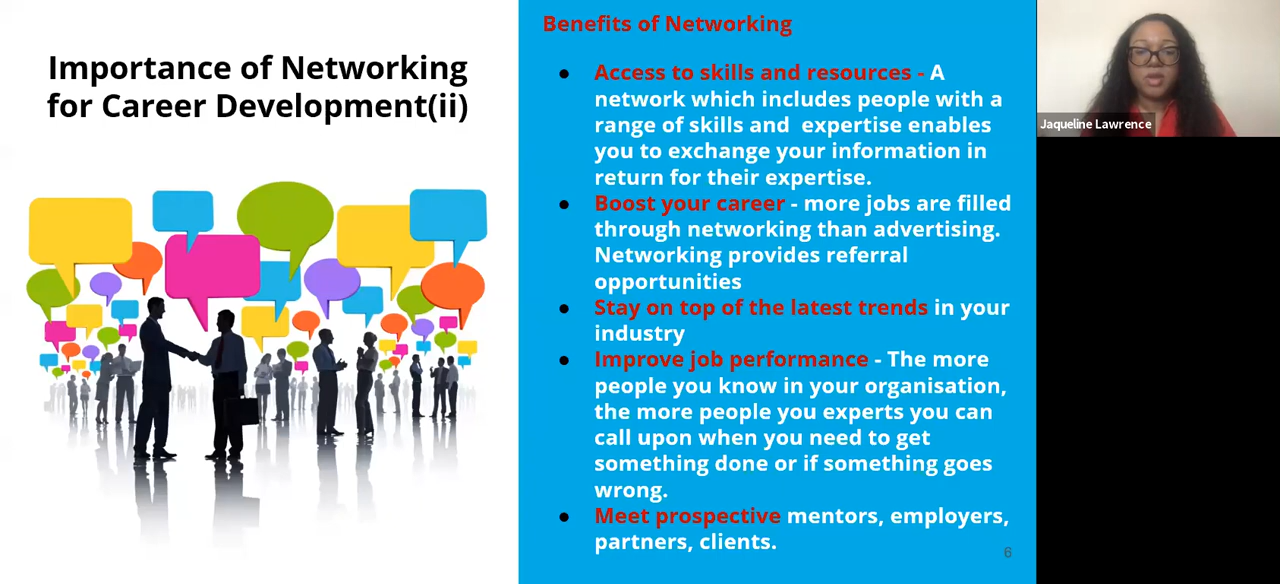 Importance of Networking
for Career Development(ii)
Benefits of Networking
● Access to skills and resources - A
network which includes people with a
range of skills and expertise enables
you to exchange your information in
return for their expertise.
● Boost your career - more jobs are filled
through networking than advertising.
Networking provides referral
opportunities
● Stay on top of the latest trends in your
industry
● Improve job performance - The more
people you know in your organisation,
the more people you experts you can
call upon when you need to get
something done or if something goes
wrong.
● Meet prospective mentors, employers,
partners, clients.
6
Jaqueline Lawrence